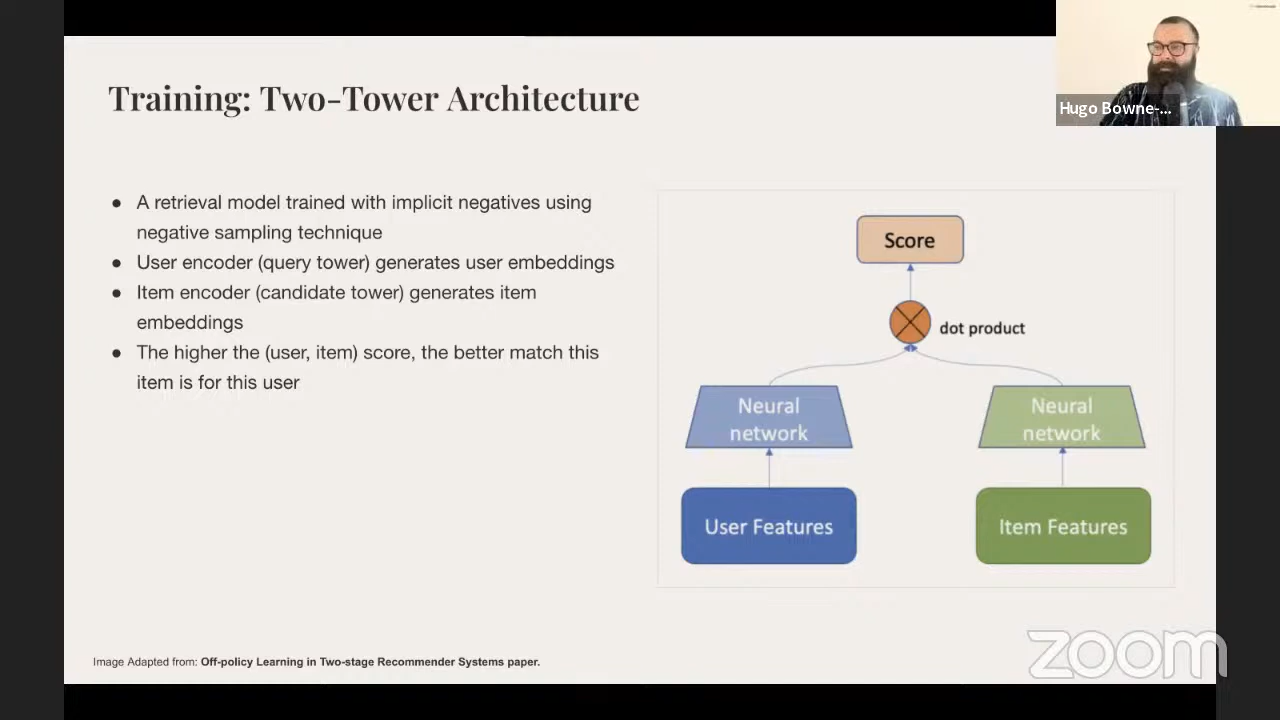 Training: Two-Tower Architecture
Hugo Bowne-...
● A retrieval model trained with implicit negatives using
negative sampling technique
● User encoder (query tower) generates user embeddings
● Item encoder (candidate tower) generates item
embeddings
● The higher the (user, item) score, the better match this
item is for this user
Score
dot product
Neural
network
Neural
network
User Features
Item Features
Image Adapted from: Off-policy Learning in Two-stage Recommender Systems paper.
zoom